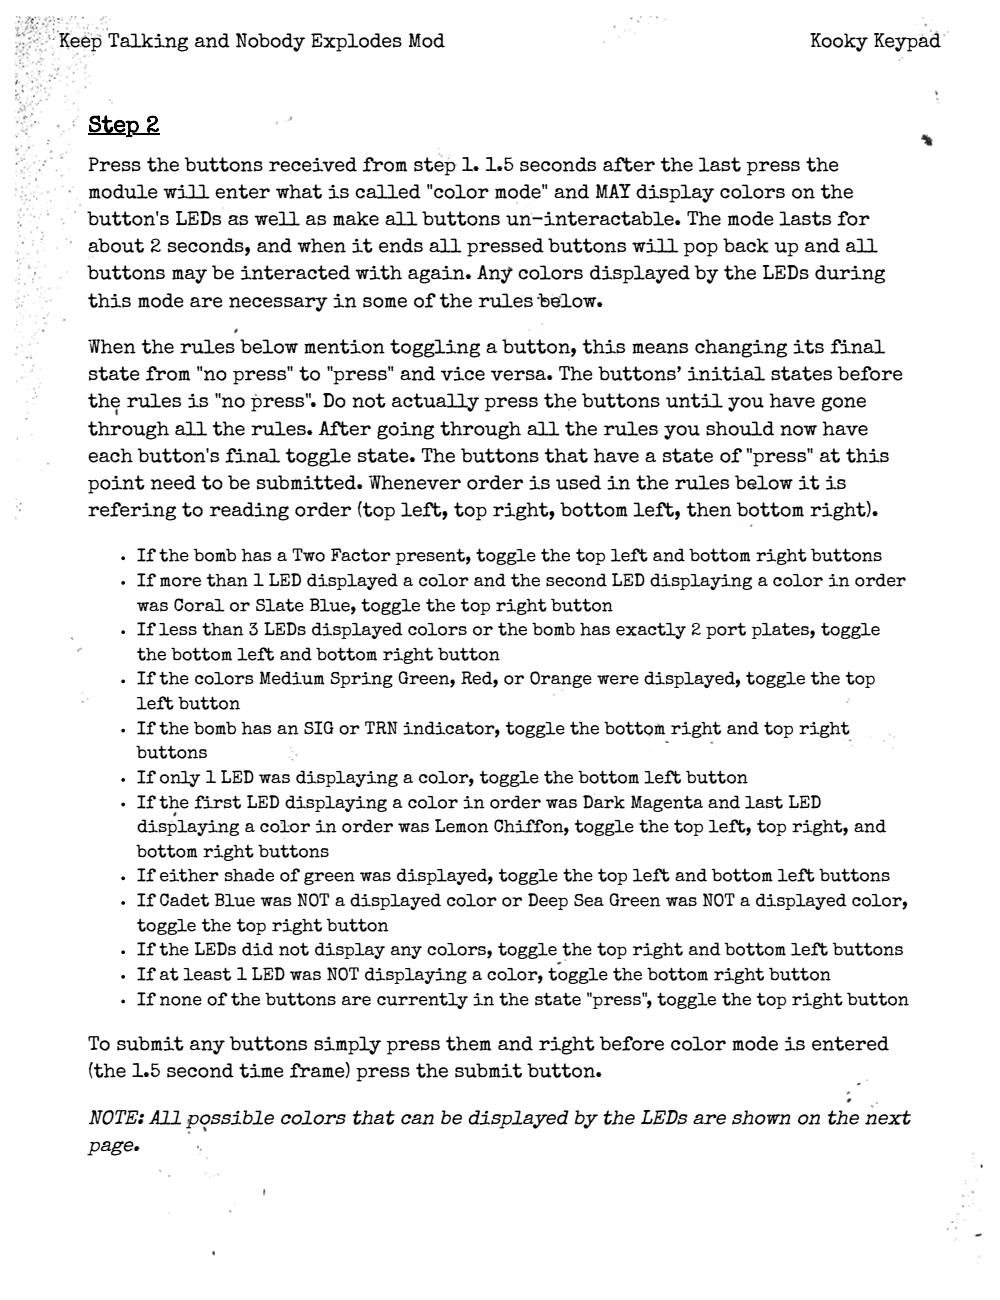 Keep Talking and Nobody Explodes Mod Kooky Keypad
Step 2
Press the buttons received from step 1. 1.5 seconds after the last press the
module will enter what is called "color mode" and MAY display colors on the
button's LEDs as well as make all buttons un-interactable. The mode lasts for
about 2 seconds, and when it ends all pressed buttons will pop back up and all
buttons may be interacted with again. Any colors displayed by the LEDs during
this mode are necessary in some of the rules below.
When the rules below mention toggling a button, this means changing its final
state from "no press" to "press" and vice versa. The buttons’ initial states before
the rules is "no press". Do not actually press the buttons until you have gone
through all the rules. After going through all the rules you should now have
each button's final toggle state. The buttons that have a state of "press" at this
point need to be submitted. Whenever order is used in the rules below it is
refering to reading order (top left, top right, bottom left, then bottom right).
• If the bomb has a Two Factor present, toggle the top left and bottom right buttons
• If more than 1 LED displayed a color and the second LED displaying a color in order
was Coral or Slate Blue, toggle the top right button
• If less than 3 LEDs displayed colors or the bomb has exactly 2 port plates, toggle
the bottom left and bottom right button
• If the colors Medium Spring Green, Red, or Orange were displayed, toggle the top
left button
• If the bomb has an SIG or TRN indicator, toggle the bottom right and top right
buttons
• If only 1 LED was displaying a color, toggle the bottom left button
• If the first LED displaying a color in order was Dark Magenta and last LED
displaying a color in order was Lemon Chiffon, toggle the top left, top right, and
bottom right buttons
• If either shade of green was displayed, toggle the top left and bottom left buttons
• If Cadet Blue was NOT a displayed color or Deep Sea Green was NOT a displayed color,
toggle the top right button
• If the LEDs did not display any colors, toggle the top right and bottom left buttons
• If at least 1 LED was NOT displaying a color, toggle the bottom right button
• If none of the buttons are currently in the state "press", toggle the top right button
To submit any buttons simply press them and right before color mode is entered
(the 1.5 second time frame) press the submit button.
NOTE: All possible colors that can be displayed by the LEDs are shown on the next
page.